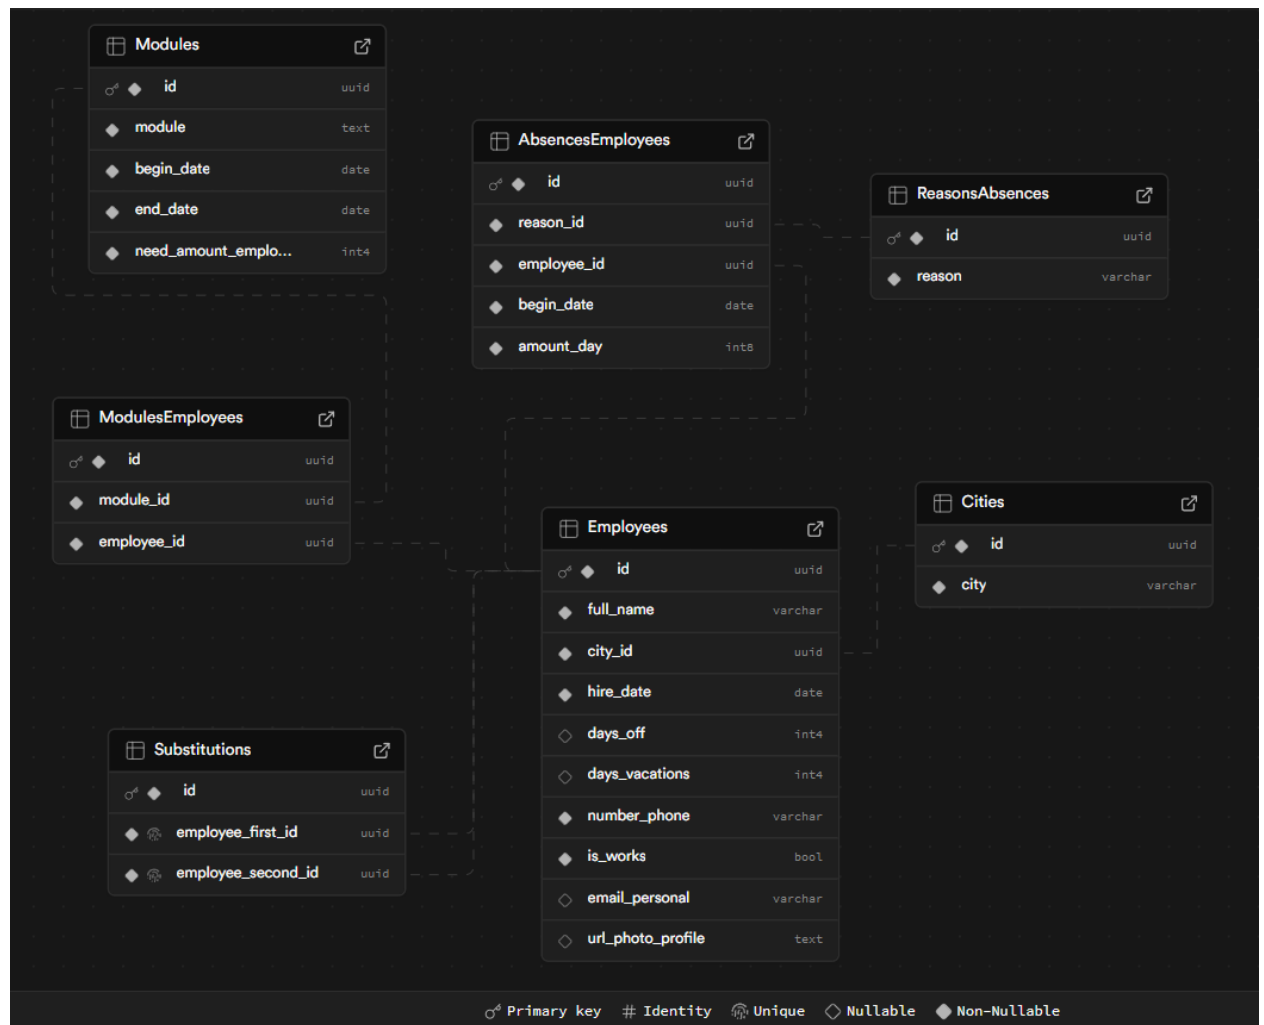 Modules
id uuid
module text
begin_date date
end_date date
need_amount_emplo... int4
AbsencesEmployees
id uuid
reason_id uuid
employee_id uuid
begin_date date
amount_day int8
ReasonsAbsences
id uuid
reason varchar
ModulesEmployees
id uuid
module_id uuid
employee_id uuid
Employees
id uuid
full_name varchar
city_id uuid
hire_date date
days_off int4
days_vacations int4
number_phone varchar
is_works bool
email_personal varchar
url_photo_profile text
Cities
id uuid
city varchar
Substitutions
id uuid
employee_first_id uuid
employee_second_id uuid
Primary key # Identity Unique Nullable Non-Nullable